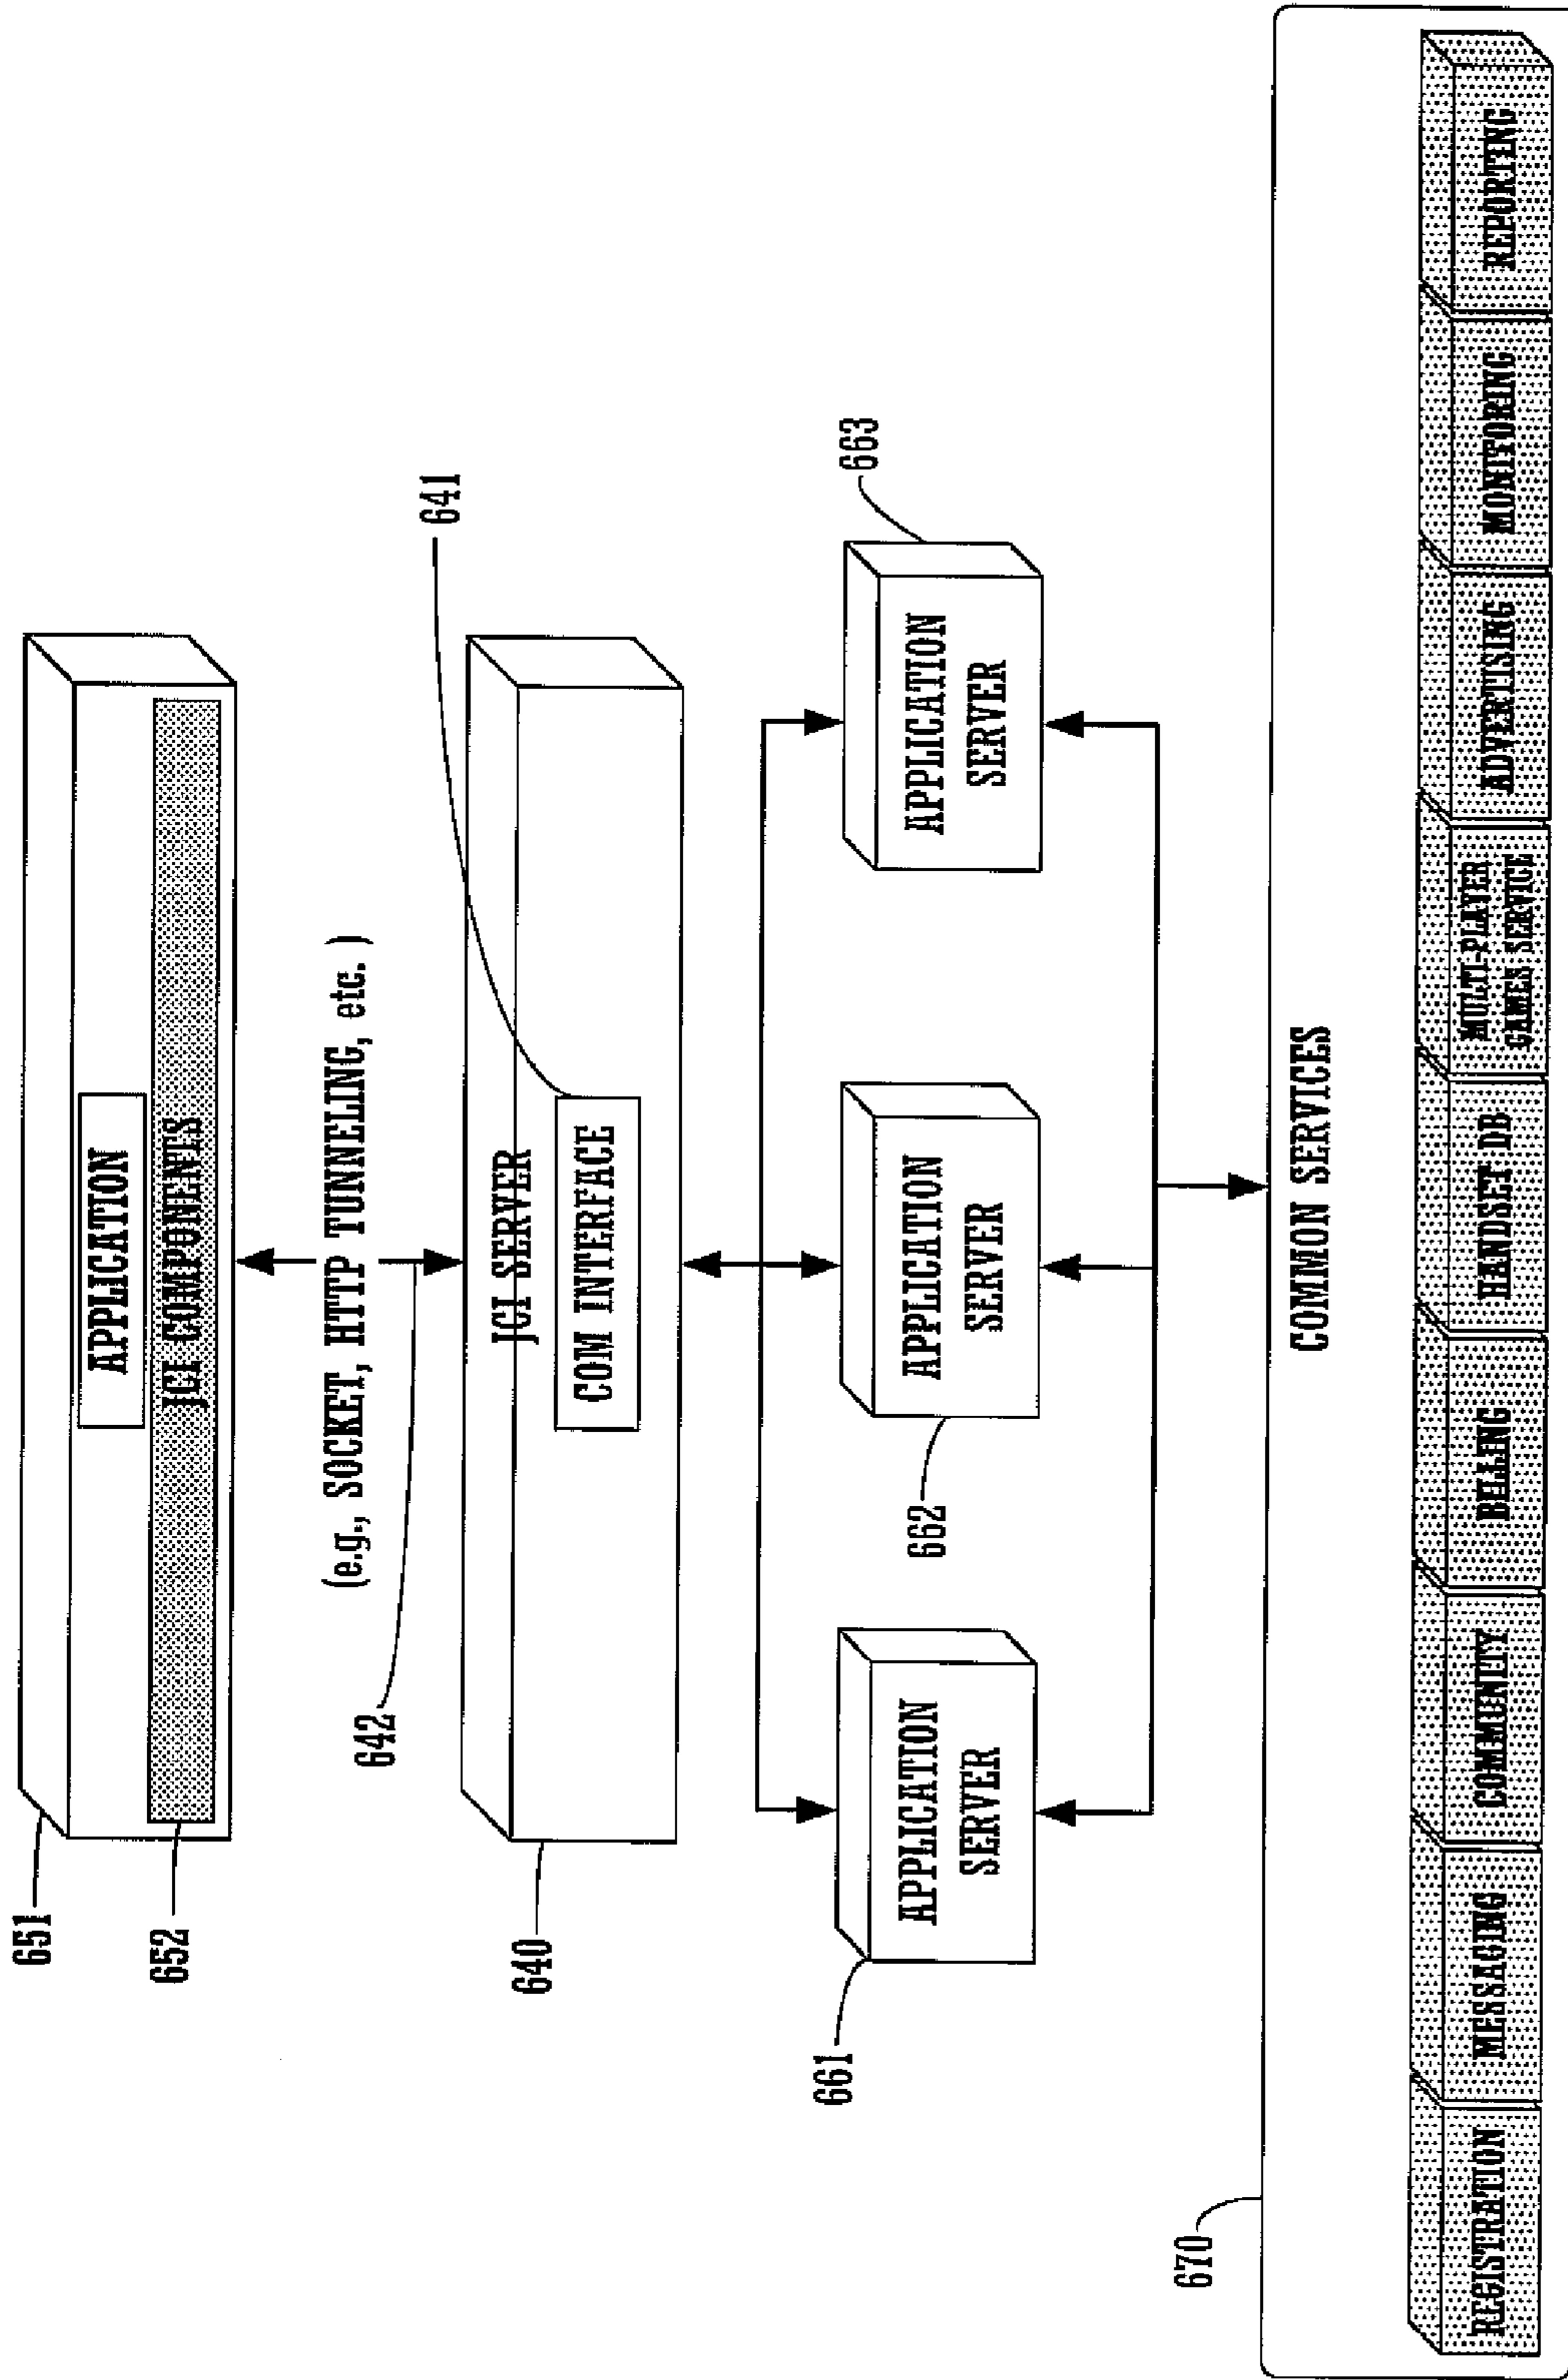 651
APPLICATION
JGI COMPONENTS
652
(e.g., SOCKET, HTTP TUNNELING, etc. )
642
641
JGI SERVER
COM INTERFACE
640
APPLICATION
SERVER
661
APPLICATION
SERVER
662
APPLICATION
SERVER
663
670
COMMON SERVICES
REGISTRATION
MESSAGING
COMMUNITY
BILLING
HANDSET DB
MULTI-PLAYER
GAMES SERVICE
ADVERTISING
MONITORING
REPORTING